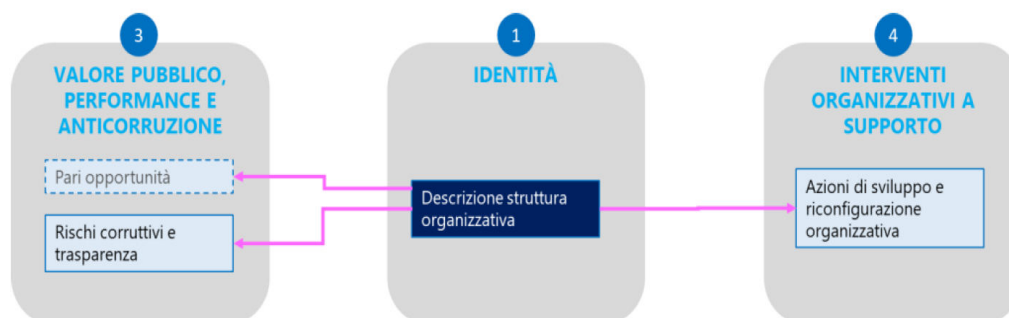 3
VALORE PUBBLICO,
PERFORMANCE E
ANTICORRUZIONE
Pari opportunità
Rischi corruttivi e
trasparenza
1
IDENTITÀ
Descrizione struttura
organizzativa
4
INTERVENTI
ORGANIZZATIVI A
SUPPORTO
Azioni di sviluppo e
riconfigurazione
organizzativa